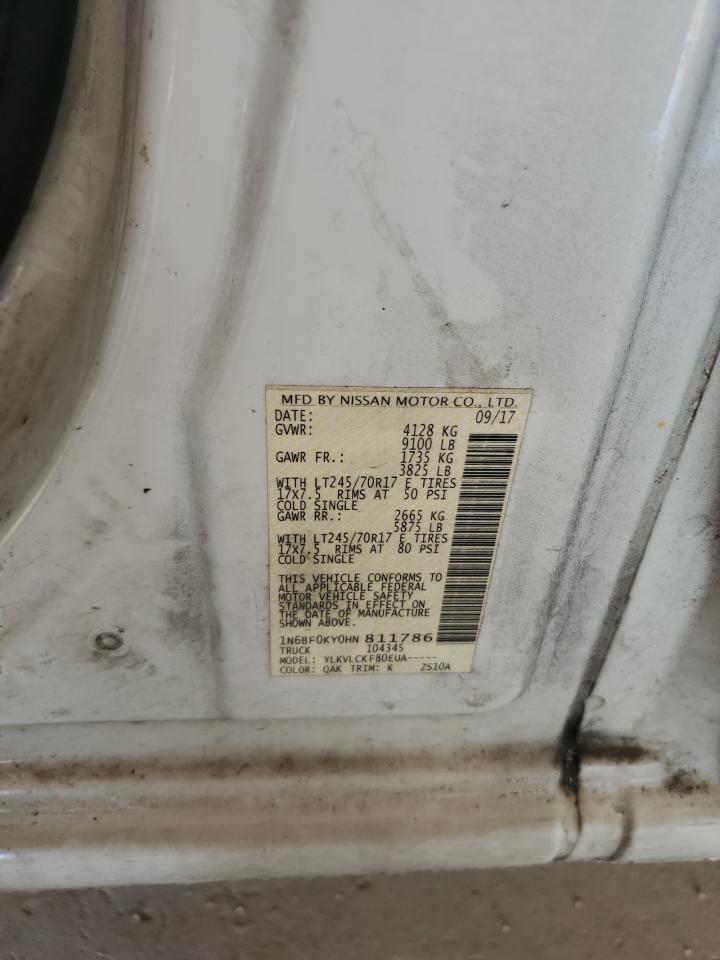 MFD BY NISSAN MOTOR CO., LTD.
DATE: 09/17
GVWR: 4128 KG
9100 LB
GAWR FR.: 1735 KG
3825 LB
WITH LT245/70R17 E TIRES
17X7.5 RIMS AT 50 PSI
COLD SINGLE
GAWR RR.: 2665 KG
5875 LB
WITH LT245/70R17 E TIRES
17X7.5 RIMS AT 80 PSI
COLD SINGLE
THIS VEHICLE CONFORMS TO
ALL APPLICABLE FEDERAL
MOTOR VEHICLE SAFETY
STANDARDS IN EFFECT ON
THE DATE OF MANUFACTURE
SHOWN ABOVE.
1N6BF0KY0HN 811786
TRUCK 104345
MODEL: YLKVLCKF80EUA-----
COLOR: QAK TRIM: K ZS10A